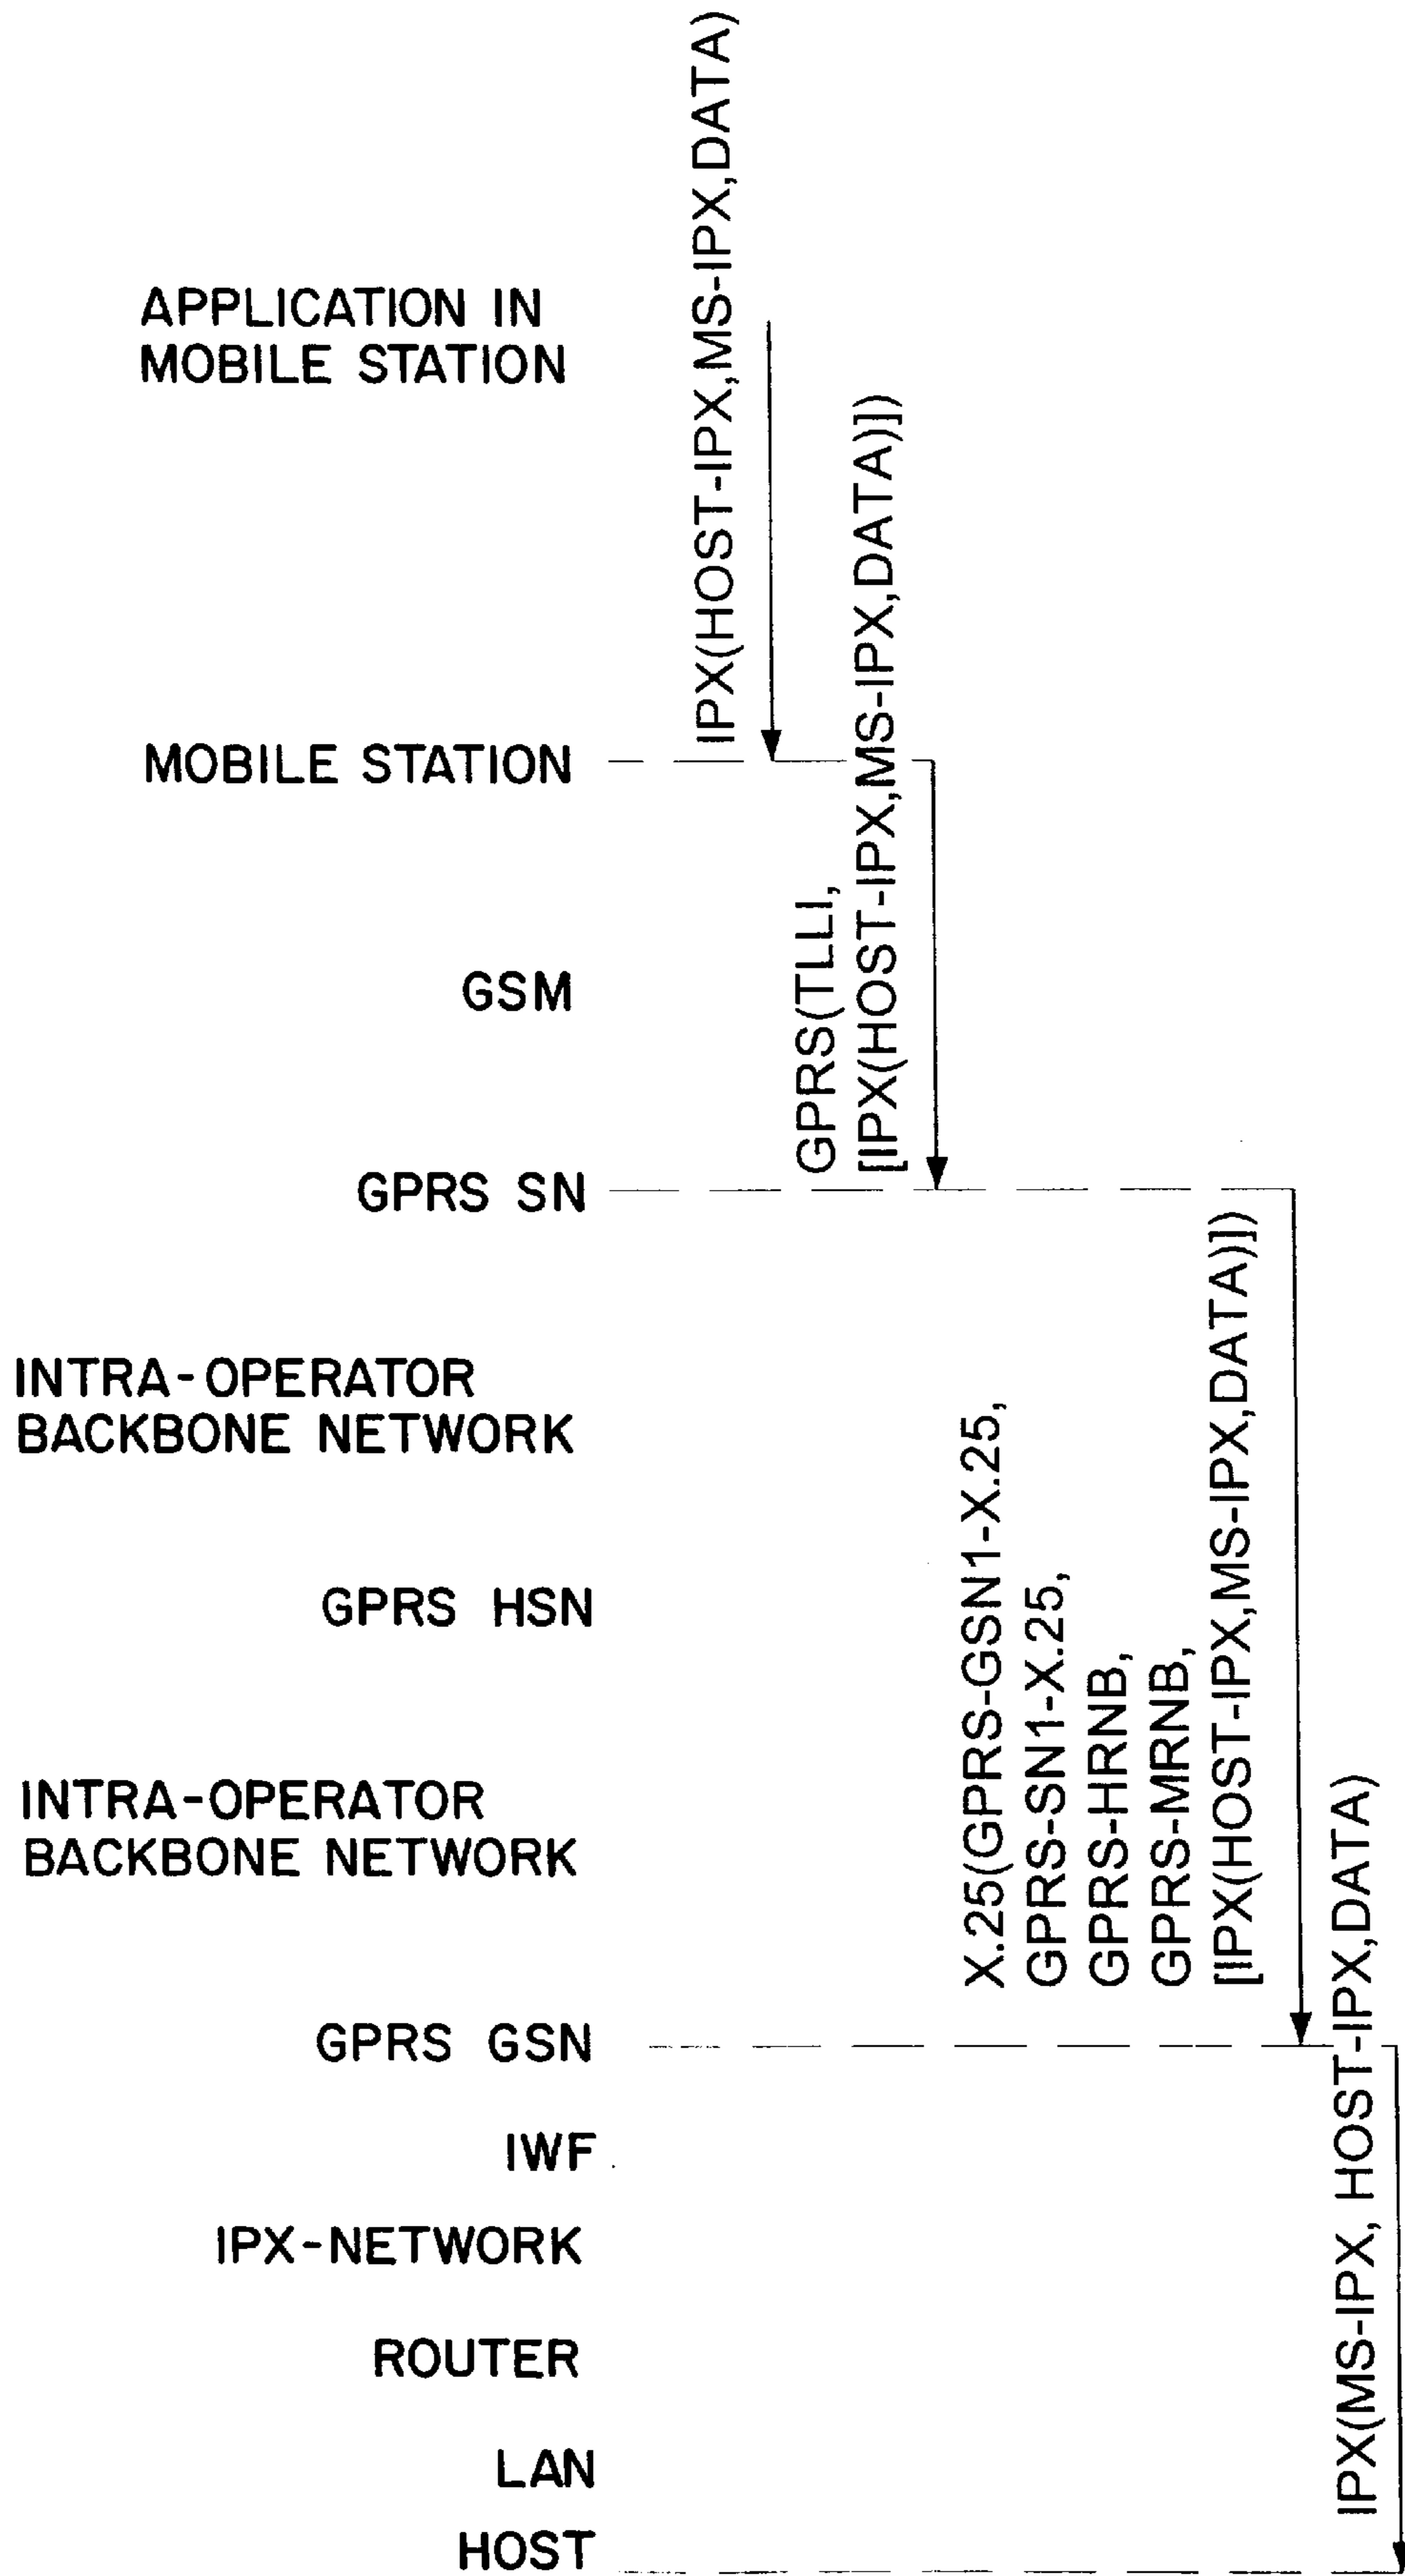 APPLICATION IN
MOBILE STATION
MOBILE STATION
GSM
GPRS SN
INTRA-OPERATOR
BACKBONE NETWORK
GPRS HSN
INTRA-OPERATOR
BACKBONE NETWORK
GPRS GSN
IWF
IPX-NETWORK
ROUTER
LAN
HOST
IPX(HOST-IPX,MS-IPX,DATA)
GPRS(TLLI,
[IPX(HOST-IPX,MS-IPX,DATA)])
X.25(GPRS-GSN1-X.25,
GPRS-SN1-X.25,
GPRS-HRNB,
GPRS-MRNB,
[IPX(HOST-IPX,MS-IPX,DATA)])
IPX(MS-IPX, HOST-IPX,DATA)